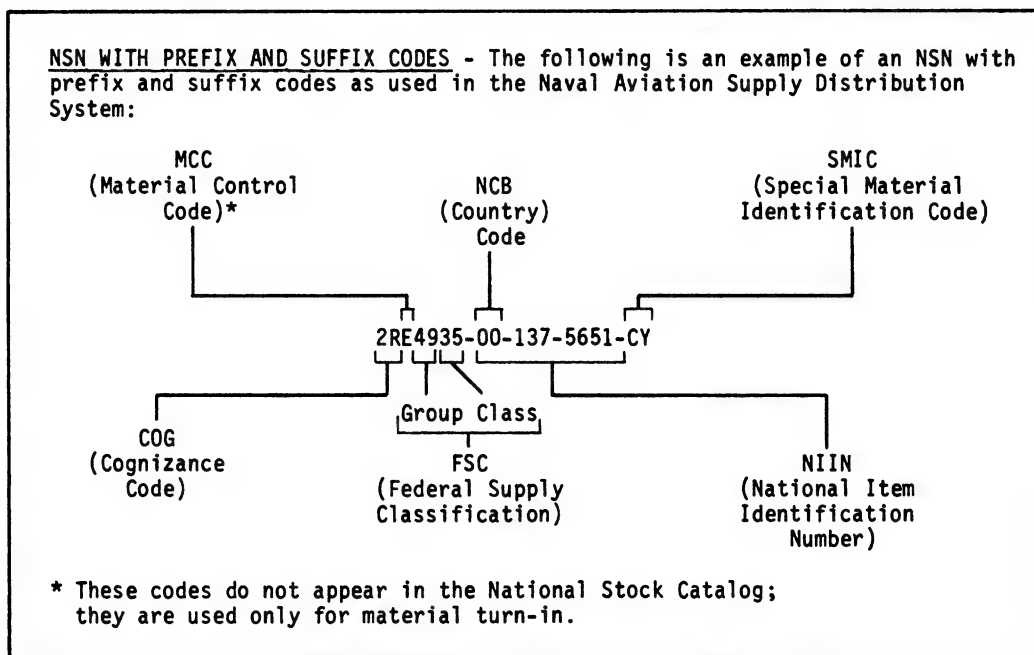 NSN WITH PREFIX AND SUFFIX CODES - The following is an example of an NSN with
prefix and suffix codes as used in the Naval Aviation Supply Distribution
System:
MCC
(Material Control
Code)*
NCB
(Country)
Code
SMIC
(Special Material
Identification Code)
2RE4935-00-137-5651-CY
Group Class
COG
(Cognizance
Code)
FSC
(Federal Supply
Classification)
NIIN
(National Item
Identification
Number)
* These codes do not appear in the National Stock Catalog;
they are used only for material turn-in.